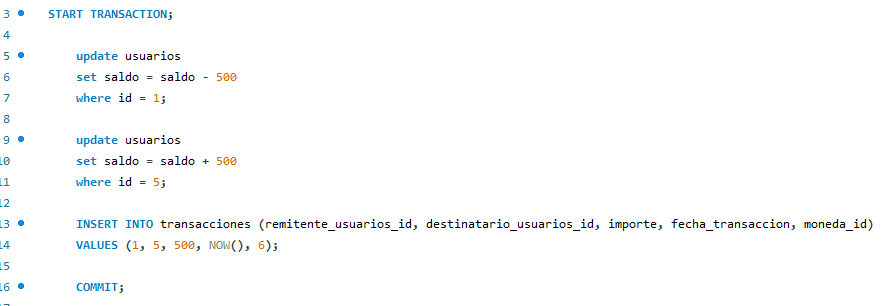 3 START TRANSACTION;
4
5 update usuarios
6 set saldo = saldo - 500
7 where id = 1;
8
9 update usuarios
10 set saldo = saldo + 500
11 where id = 5;
12
13 INSERT INTO transacciones (remitente_usuarios_id, destinatario_usuarios_id, importe, fecha_transaccion, moneda_id)
14 VALUES (1, 5, 500, NOW(), 6);
15
16 COMMIT;